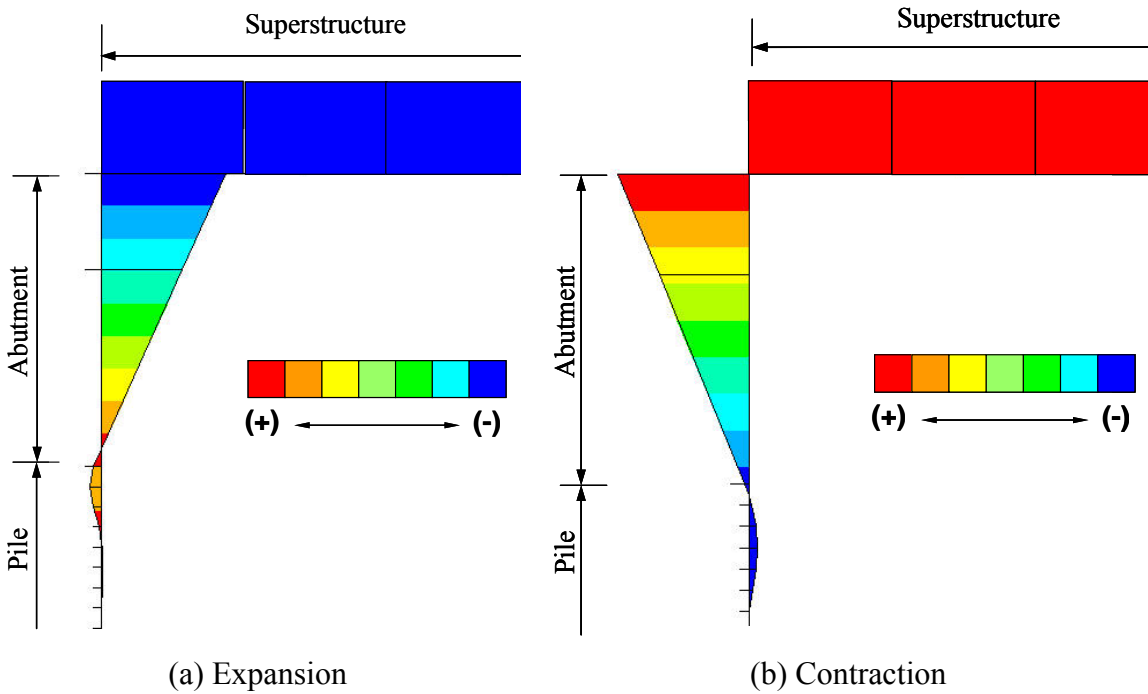 Superstructure
Abutment
Pile
(+) (-)
(a) Expansion
Superstructure
Abutment
Pile
(+) (-)
(b) Contraction